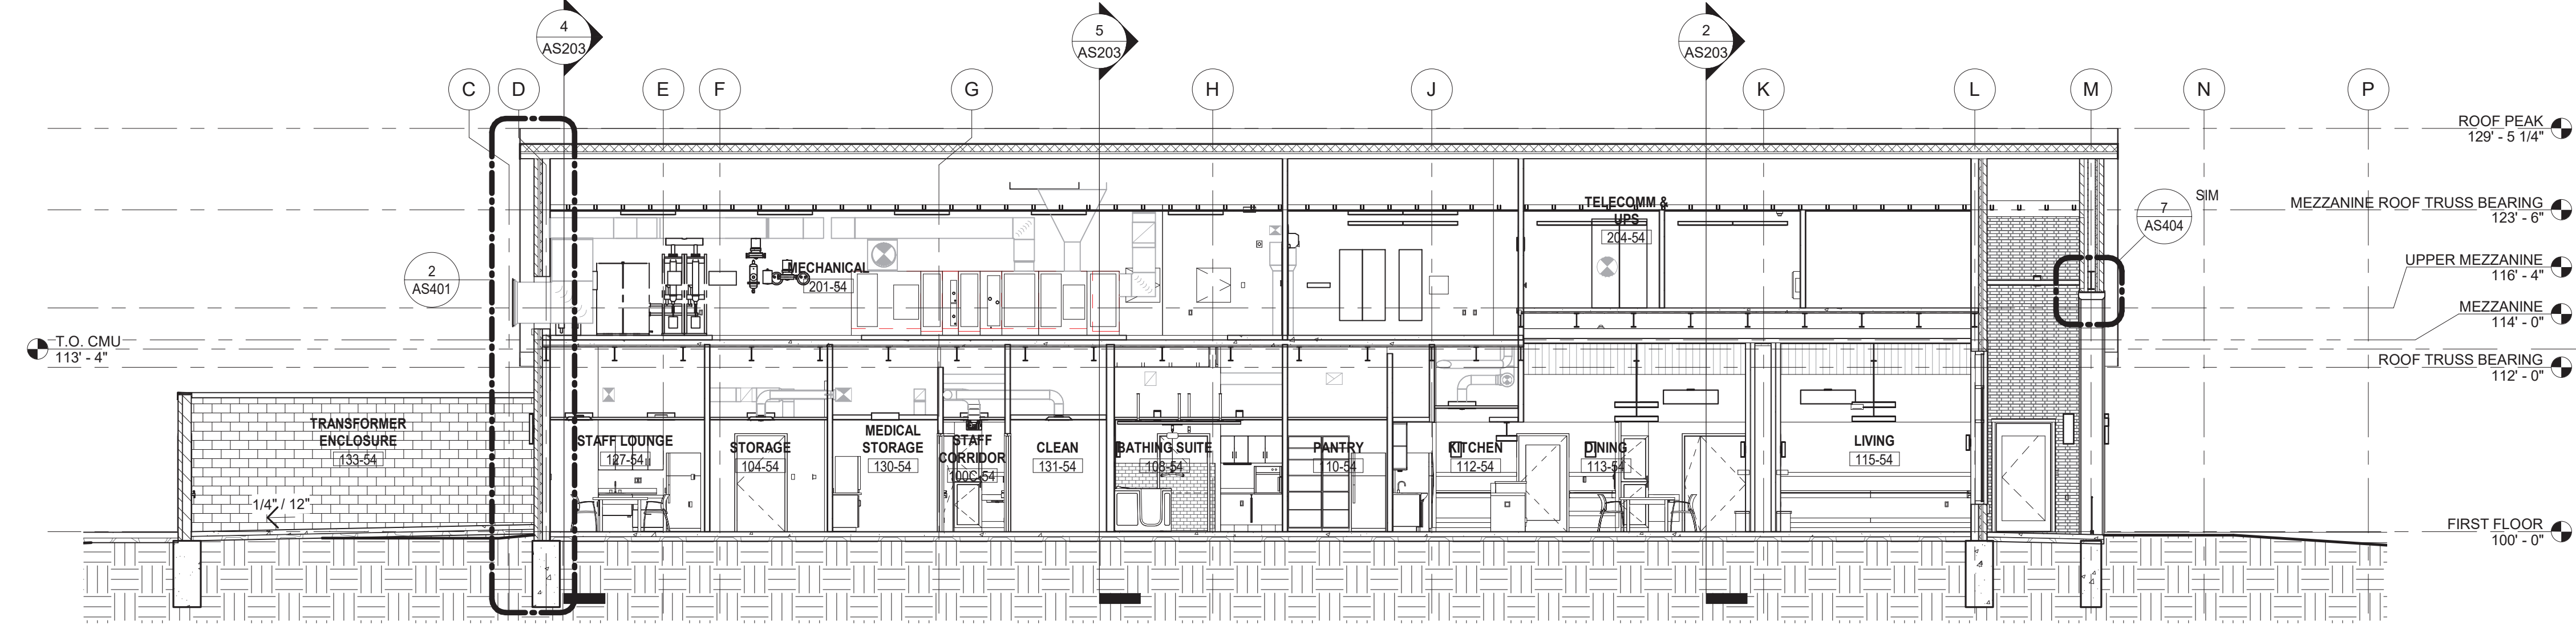 4
AS203
5
AS203
2
AS203
C
D
E
F
G
H
J
K
L
M
N
P
ROOF PEAK
129' - 5 1/4"
MEZZANINE ROOF TRUSS BEARING
123' - 6"
UPPER MEZZANINE
116' - 4"
MEZZANINE
114' - 0"
ROOF TRUSS BEARING
112' - 0"
FIRST FLOOR
100' - 0"
7
AS404
SIM
2
AS401
T.O. CMU
113' - 4"
TELECOMM &
UPS
204-54
MECHANICAL
201-54
TRANSFORMER
ENCLOSURE
133-54
1/4" / 12"
STAFF LOUNGE
127-54
STORAGE
104-54
MEDICAL
STORAGE
130-54
STAFF
CORRIDOR
100C-54
CLEAN
131-54
BATHING SUITE
108-54
PANTRY
110-54
KITCHEN
112-54
DINING
113-54
LIVING
115-54